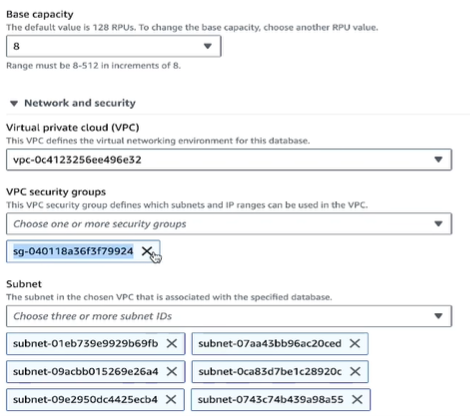 Base capacity
The default value is 128 RPUs. To change the base capacity, choose another RPU value.
8
Range must be 8-512 in increments of 8.
Network and security
Virtual private cloud (VPC)
This VPC defines the virtual networking environment for this database.
vpc-0c4123256ee496e32
VPC security groups
This VPC security group defines which subnets and IP ranges can be used in the VPC.
Choose one or more security groups
sg-040118a36f3f79924
Subnet
The subnet in the chosen VPC that is associated with the specified database.
Choose three or more subnet IDs
subnet-01eb739e9929b69fb subnet-07aa43bb96ac20ced
subnet-09acbb015269e26a4 subnet-0ca83d7be1c28920c
subnet-09e2950dc4425ecb4 subnet-0743c74b439a98a55